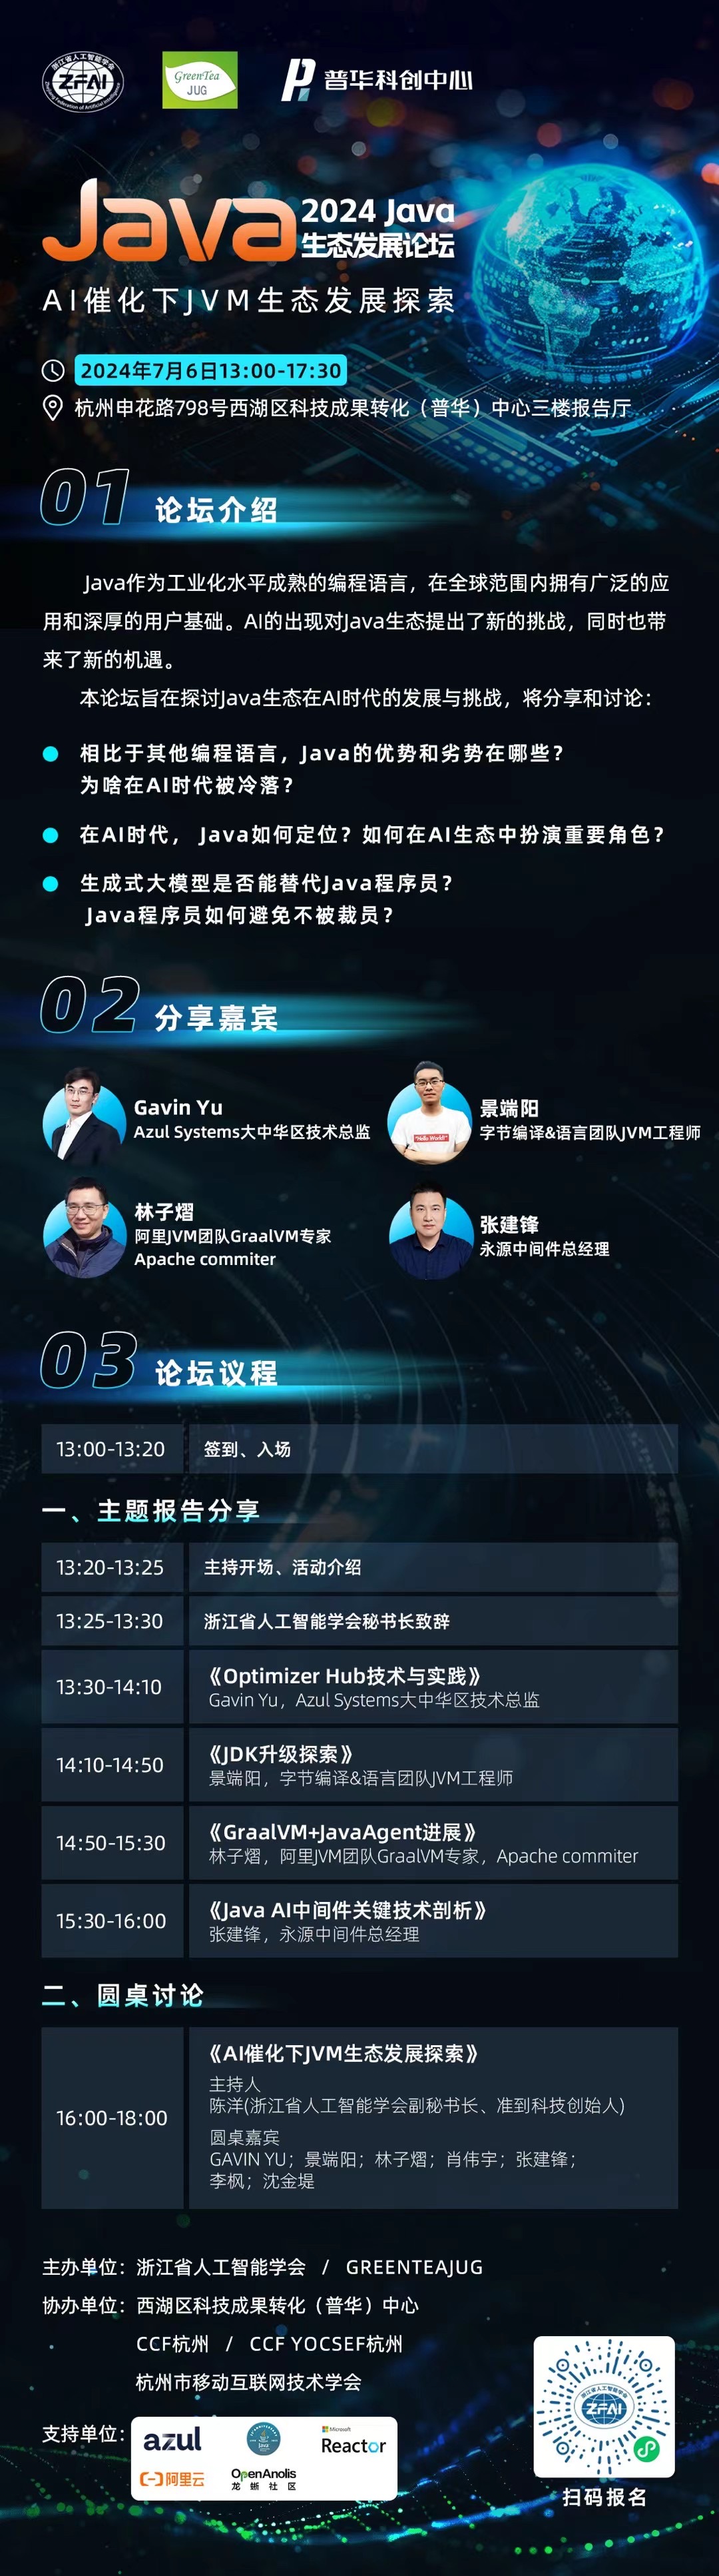 浙江省人工智能学会
ZFAI
Zhejiang Federation of Artificial Intelligence
GreenTea
JUG
普华科创中心
Java
2024 Java
生态发展论坛
AI催化下JVM生态发展探索
2024年7月6日13:00-17:30
杭州申花路798号西湖区科技成果转化（普华）中心三楼报告厅
01 论坛介绍
Java作为工业化水平成熟的编程语言，在全球范围内拥有广泛的应
用和深厚的用户基础。AI的出现对Java生态提出了新的挑战，同时也带
来了新的机遇。
本论坛旨在探讨Java生态在AI时代的发展与挑战，将分享和讨论：
相比于其他编程语言，Java的优势和劣势在哪些？
为啥在AI时代被冷落？
在AI时代， Java如何定位？如何在AI生态中扮演重要角色？
生成式大模型是否能替代Java程序员？
Java程序员如何避免不被裁员？
02 分享嘉宾
Gavin Yu
Azul Systems大中华区技术总监
"Hello World!"
景端阳
字节编译&语言团队JVM工程师
林子熠
阿里JVM团队GraalVM专家
Apache commiter
张建锋
永源中间件总经理
03 论坛议程
13:00-13:20 签到、入场
一、主题报告分享
13:20-13:25 主持开场、活动介绍
13:25-13:30 浙江省人工智能学会秘书长致辞
13:30-14:10
《Optimizer Hub技术与实践》
Gavin Yu，Azul Systems大中华区技术总监
14:10-14:50
《JDK升级探索》
景端阳，字节编译&语言团队JVM工程师
14:50-15:30
《GraalVM+JavaAgent进展》
林子熠，阿里JVM团队GraalVM专家，Apache commiter
15:30-16:00
《Java AI中间件关键技术剖析》
张建锋，永源中间件总经理
二、圆桌讨论
16:00-18:00
《AI催化下JVM生态发展探索》
主持人
陈洋(浙江省人工智能学会副秘书长、准到科技创始人)
圆桌嘉宾
GAVIN YU；景端阳；林子熠；肖伟宇；张建锋；
李枫；沈金堤
主办单位：浙江省人工智能学会 / GREENTEAJUG
协办单位：西湖区科技成果转化（普华）中心
CCF杭州 / CCF YOCSEF杭州
杭州市移动互联网技术学会
支持单位：
azul
Microsoft
Reactor
阿里云
OpenAnolis
龙蜥社区
浙江省人工智能学会
ZFAI
扫码报名